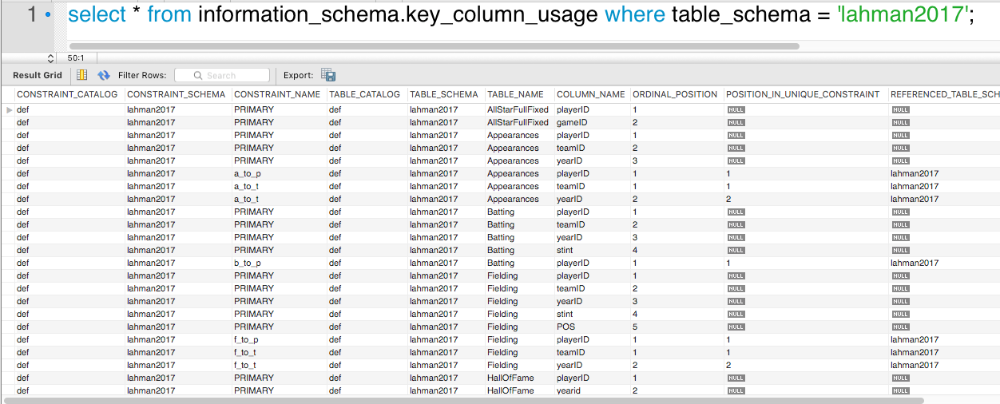 1 select * from information_schema.key_column_usage where table_schema = 'lahman2017';
50:1
Result Grid Filter Rows: Search Export:
CONSTRAINT_CATALOG CONSTRAINT_SCHEMA CONSTRAINT_NAME TABLE_CATALOG TABLE_SCHEMA TABLE_NAME COLUMN_NAME ORDINAL_POSITION POSITION_IN_UNIQUE_CONSTRAINT REFERENCED_TABLE_SCH
def lahman2017 PRIMARY def lahman2017 AllStarFullFixed playerID 1 NULL NULL
def lahman2017 PRIMARY def lahman2017 AllStarFullFixed gameID 2 NULL NULL
def lahman2017 PRIMARY def lahman2017 Appearances playerID 1 NULL NULL
def lahman2017 PRIMARY def lahman2017 Appearances teamID 2 NULL NULL
def lahman2017 PRIMARY def lahman2017 Appearances yearID 3 NULL NULL
def lahman2017 a_to_p def lahman2017 Appearances playerID 1 1 lahman2017
def lahman2017 a_to_t def lahman2017 Appearances teamID 1 1 lahman2017
def lahman2017 a_to_t def lahman2017 Appearances yearID 2 2 lahman2017
def lahman2017 PRIMARY def lahman2017 Batting playerID 1 NULL NULL
def lahman2017 PRIMARY def lahman2017 Batting teamID 2 NULL NULL
def lahman2017 PRIMARY def lahman2017 Batting yearID 3 NULL NULL
def lahman2017 PRIMARY def lahman2017 Batting stint 4 NULL NULL
def lahman2017 b_to_p def lahman2017 Batting playerID 1 1 lahman2017
def lahman2017 PRIMARY def lahman2017 Fielding playerID 1 NULL NULL
def lahman2017 PRIMARY def lahman2017 Fielding teamID 2 NULL NULL
def lahman2017 PRIMARY def lahman2017 Fielding yearID 3 NULL NULL
def lahman2017 PRIMARY def lahman2017 Fielding stint 4 NULL NULL
def lahman2017 PRIMARY def lahman2017 Fielding POS 5 NULL NULL
def lahman2017 f_to_p def lahman2017 Fielding playerID 1 1 lahman2017
def lahman2017 f_to_t def lahman2017 Fielding teamID 1 1 lahman2017
def lahman2017 f_to_t def lahman2017 Fielding yearID 2 2 lahman2017
def lahman2017 PRIMARY def lahman2017 HallOfFame playerID 1 NULL NULL
def lahman2017 PRIMARY def lahman2017 HallOfFame yearid 2 NULL NULL